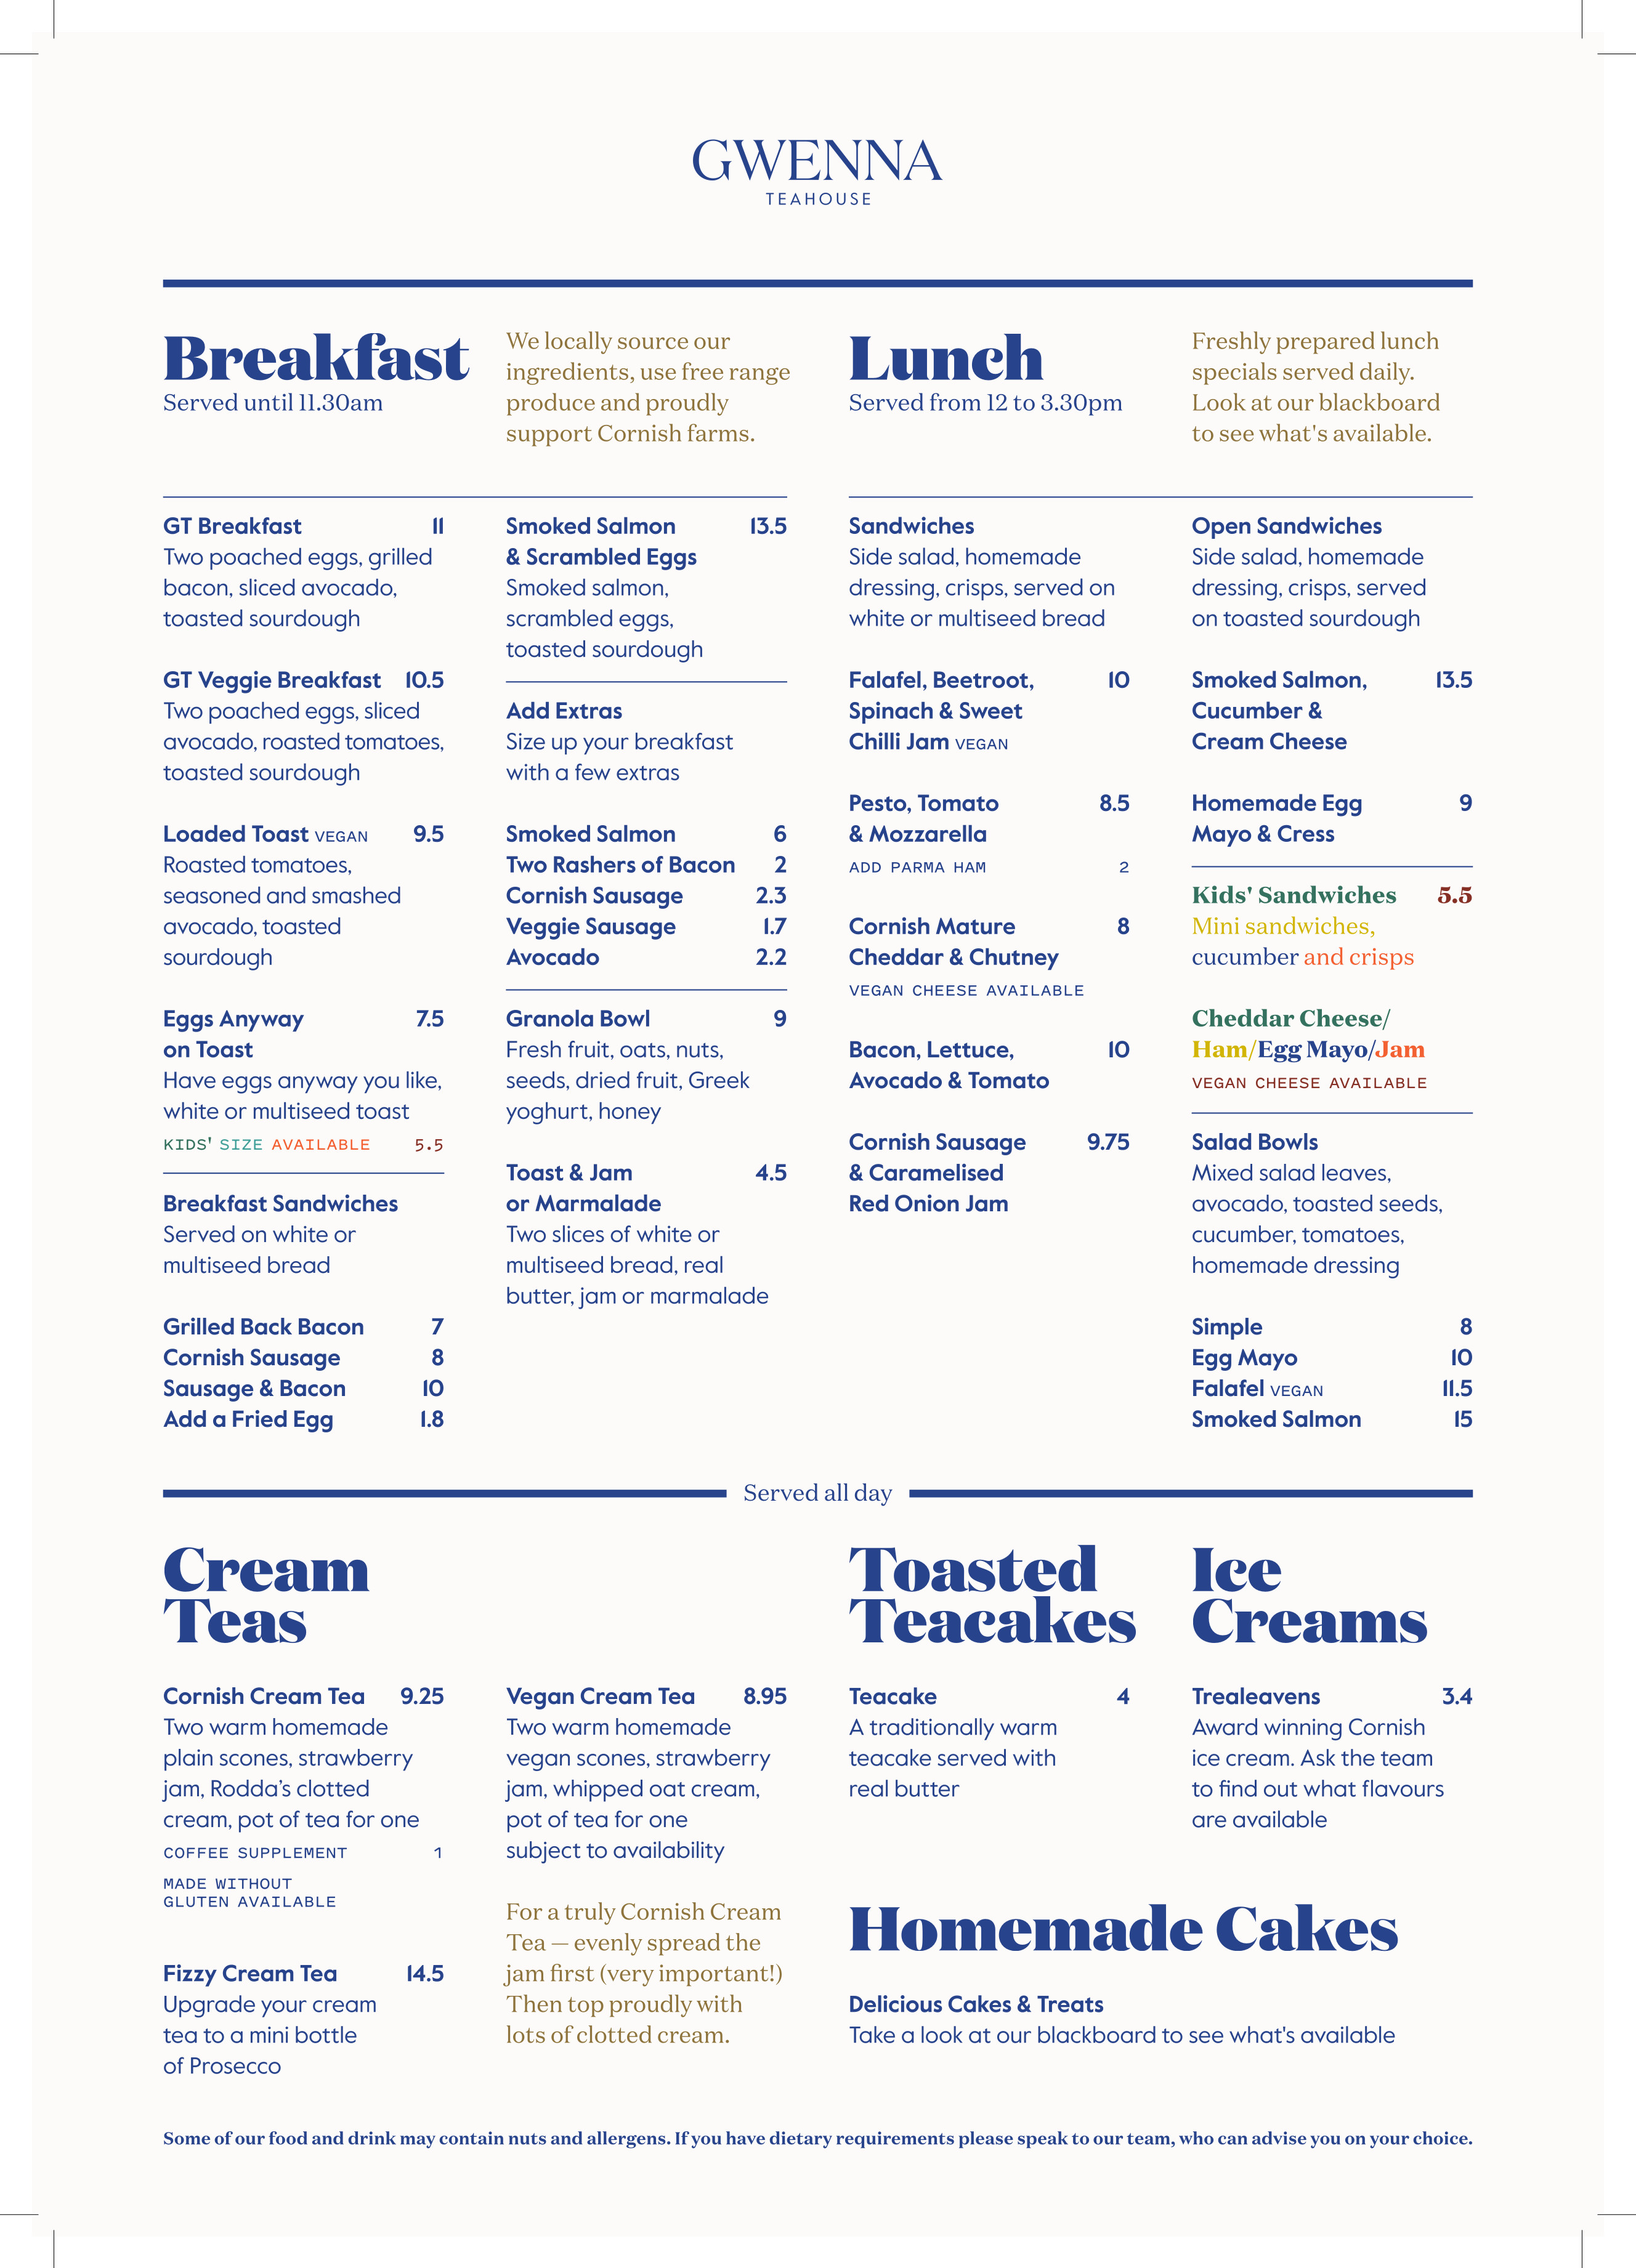 GWENNA
TEAHOUSE
Breakfast
Served until 11.30am
We locally source our
ingredients, use free range
produce and proudly
support Cornish farms.
GT Breakfast 11
Two poached eggs, grilled
bacon, sliced avocado,
toasted sourdough
GT Veggie Breakfast 10.5
Two poached eggs, sliced
avocado, roasted tomatoes,
toasted sourdough
Loaded Toast VEGAN 9.5
Roasted tomatoes,
seasoned and smashed
avocado, toasted
sourdough
Eggs Anyway 7.5
on Toast
Have eggs anyway you like,
white or multiseed toast
KIDS' SIZE AVAILABLE 5.5
Breakfast Sandwiches
Served on white or
multiseed bread
Grilled Back Bacon 7
Cornish Sausage 8
Sausage & Bacon 10
Add a Fried Egg 1.8
Smoked Salmon 13.5
& Scrambled Eggs
Smoked salmon,
scrambled eggs,
toasted sourdough
Add Extras
Size up your breakfast
with a few extras
Smoked Salmon 6
Two Rashers of Bacon 2
Cornish Sausage 2.3
Veggie Sausage 1.7
Avocado 2.2
Granola Bowl 9
Fresh fruit, oats, nuts,
seeds, dried fruit, Greek
yoghurt, honey
Toast & Jam 4.5
or Marmalade
Two slices of white or
multiseed bread, real
butter, jam or marmalade
Lunch
Served from 12 to 3.30pm
Freshly prepared lunch
specials served daily.
Look at our blackboard
to see what's available.
Sandwiches
Side salad, homemade
dressing, crisps, served on
white or multiseed bread
Falafel, Beetroot, 10
Spinach & Sweet
Chilli Jam VEGAN
Pesto, Tomato 8.5
& Mozzarella
ADD PARMA HAM 2
Cornish Mature 8
Cheddar & Chutney
VEGAN CHEESE AVAILABLE
Bacon, Lettuce, 10
Avocado & Tomato
Cornish Sausage 9.75
& Caramelised
Red Onion Jam
Open Sandwiches
Side salad, homemade
dressing, crisps, served
on toasted sourdough
Smoked Salmon, 13.5
Cucumber &
Cream Cheese
Homemade Egg 9
Mayo & Cress
Kids' Sandwiches 5.5
Mini sandwiches,
cucumber and crisps
Cheddar Cheese/
Ham/Egg Mayo/Jam
VEGAN CHEESE AVAILABLE
Salad Bowls
Mixed salad leaves,
avocado, toasted seeds,
cucumber, tomatoes,
homemade dressing
Simple 8
Egg Mayo 10
Falafel VEGAN 11.5
Smoked Salmon 15
Served all day
Cream
Teas
Cornish Cream Tea 9.25
Two warm homemade
plain scones, strawberry
jam, Rodda’s clotted
cream, pot of tea for one
COFFEE SUPPLEMENT 1
MADE WITHOUT
GLUTEN AVAILABLE
Fizzy Cream Tea 14.5
Upgrade your cream
tea to a mini bottle
of Prosecco
Vegan Cream Tea 8.95
Two warm homemade
vegan scones, strawberry
jam, whipped oat cream,
pot of tea for one
subject to availability
For a truly Cornish Cream
Tea — evenly spread the
jam first (very important!)
Then top proudly with
lots of clotted cream.
Toasted
Teacakes
Teacake 4
A traditionally warm
teacake served with
real butter
Ice
Creams
Trealeavens 3.4
Award winning Cornish
ice cream. Ask the team
to find out what flavours
are available
Homemade Cakes
Delicious Cakes & Treats
Take a look at our blackboard to see what's available
Some of our food and drink may contain nuts and allergens. If you have dietary requirements please speak to our team, who can advise you on your choice.